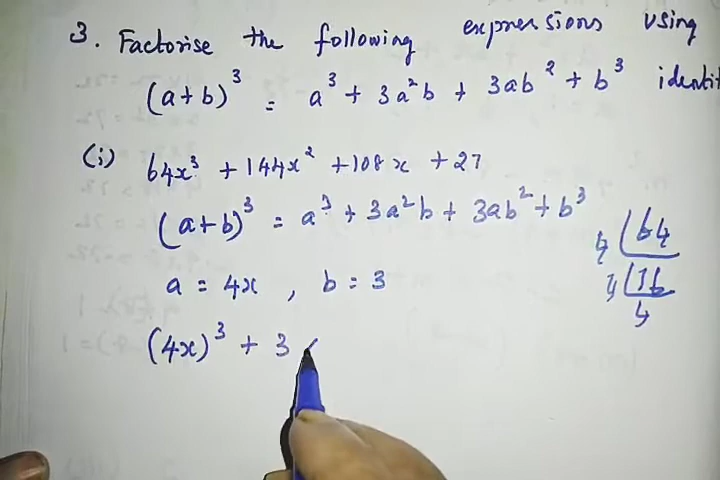 3. Factorise the following expressions using
(a+b)³ = a³ + 3a²b + 3ab² + b³ identit
(i) 64x³ + 144x² + 108x + 27
(a+b)³ = a³ + 3a²b + 3ab² + b³
a = 4x , b = 3
(4x)³ + 3 (
4 | 64
4 | 16
4